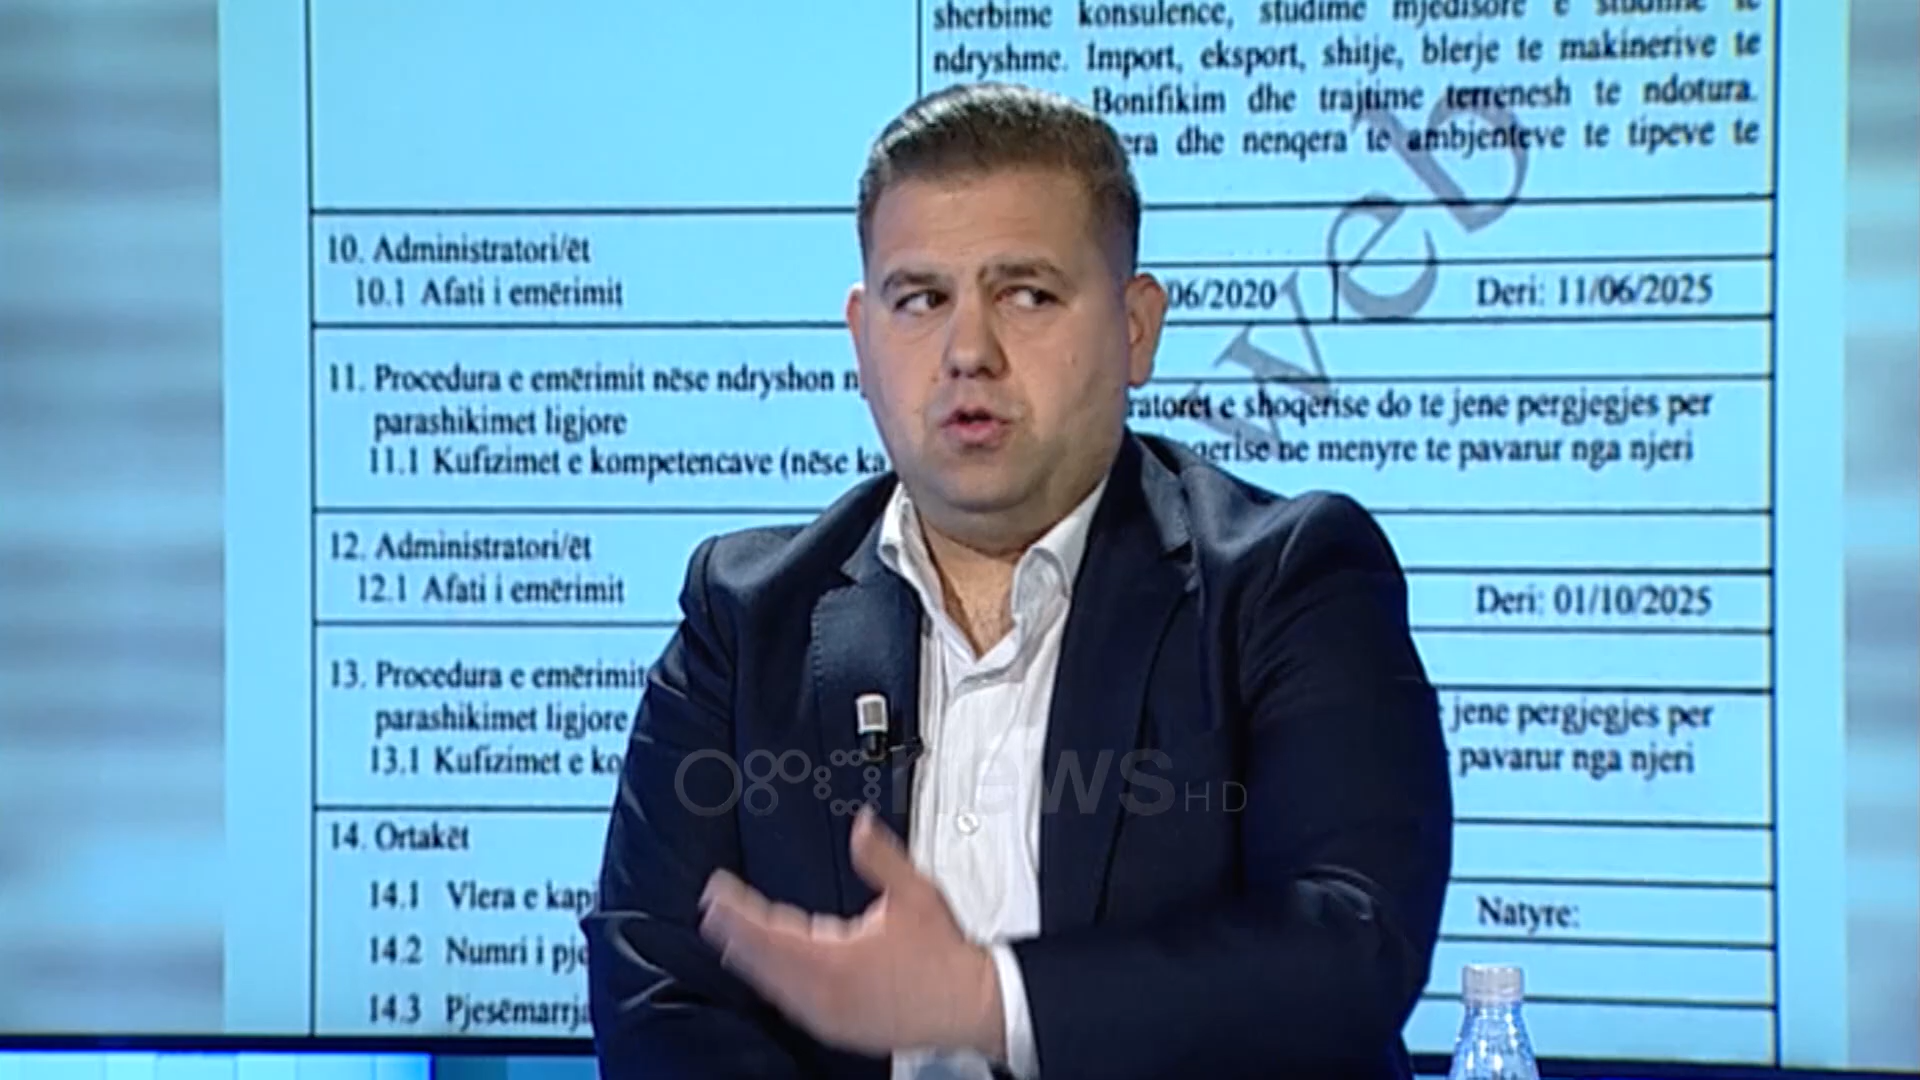 sherbime konsulence, studime mjedisore e studime te
ndryshme. Import, eksport, shitje, blerje te makinerive te
Bonifikim dhe trajtime terrenesh te ndotura.
dhe nenqera te ambjenteve te tipeve te
10. Administratori/ët
10.1 Afati i emërimit
06/2020
Deri: 11/06/2025
11. Procedura e emërimit nëse ndryshon n
parashikimet ligjore
11.1 Kufizimet e kompetencave (nëse ka
ratoret e shoqerise do te jene pergjegjes per
qerise ne menyre te pavarur nga njeri
12. Administratori/ët
12.1 Afati i emërimit
Deri: 01/10/2025
13. Procedura e emërimit
parashikimet ligjore
13.1 Kufizimet e ko
jene pergjegjes per
pavarur nga njeri
14. Ortakët
14.1 Vlera e kapi
Natyre:
14.2 Numri i pje
14.3 Pjesëmarrja
web
news HD